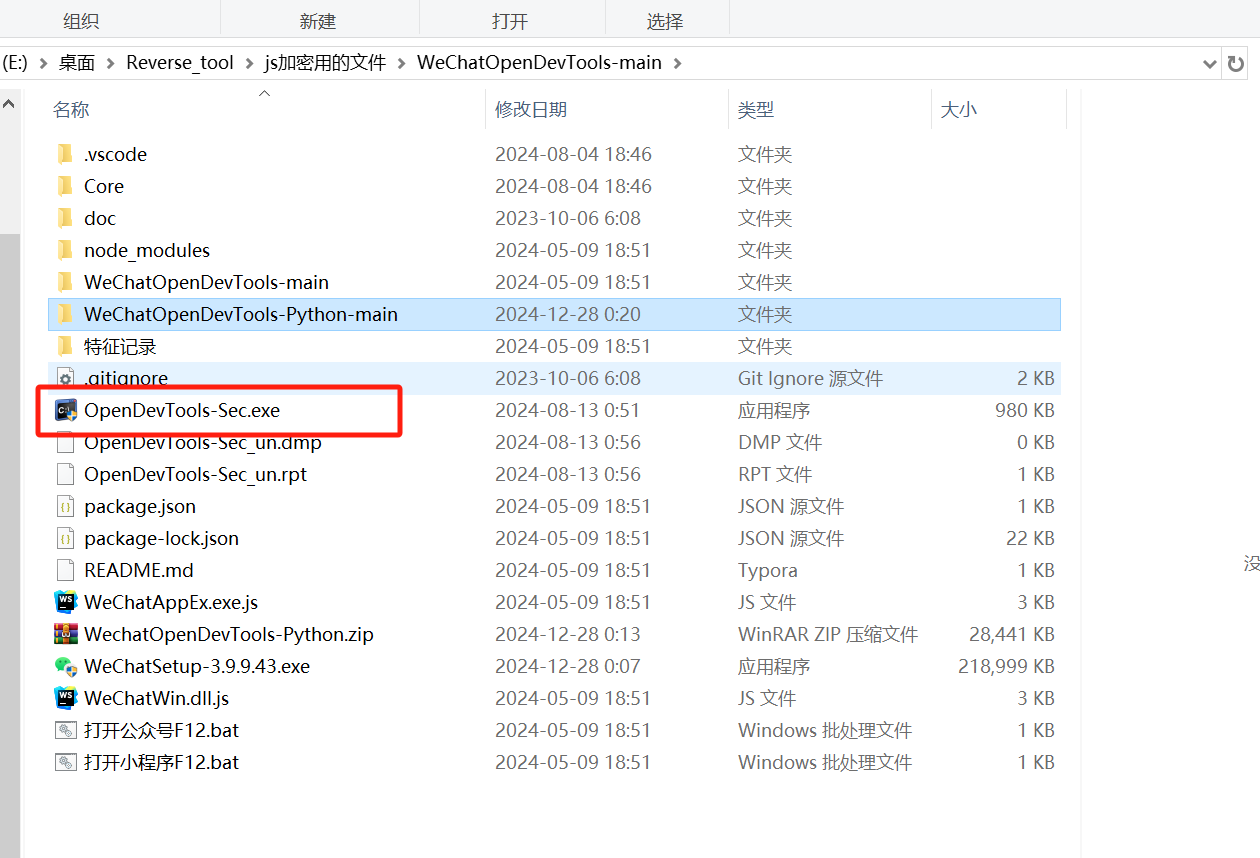 组织 新建 打开 选择
(E:) > 桌面 > Reverse_tool > js加密用的文件 > WeChatOpenDevTools-main >
名称 修改日期 类型 大小
.vscode 2024-08-04 18:46 文件夹
Core 2024-08-04 18:46 文件夹
doc 2023-10-06 6:08 文件夹
node_modules 2024-05-09 18:51 文件夹
WeChatOpenDevTools-main 2024-05-09 18:51 文件夹
WeChatOpenDevTools-Python-main 2024-12-28 0:20 文件夹
特征记录 2024-05-09 18:51 文件夹
.gitignore 2023-10-06 6:08 Git Ignore 源文件 2 KB
OpenDevTools-Sec.exe 2024-08-13 0:51 应用程序 980 KB
OpenDevTools-Sec_un.dmp 2024-08-13 0:56 DMP 文件 0 KB
OpenDevTools-Sec_un.rpt 2024-08-13 0:56 RPT 文件 1 KB
package.json 2024-05-09 18:51 JSON 源文件 1 KB
package-lock.json 2024-05-09 18:51 JSON 源文件 22 KB
没
README.md 2024-05-09 18:51 Typora 1 KB
WeChatAppEx.exe.js 2024-05-09 18:51 JS 文件 3 KB
WechatOpenDevTools-Python.zip 2024-12-28 0:13 WinRAR ZIP 压缩文件 28,441 KB
WeChatSetup-3.9.9.43.exe 2024-12-28 0:07 应用程序 218,999 KB
WeChatWin.dll.js 2024-05-09 18:51 JS 文件 3 KB
打开公众号F12.bat 2024-05-09 18:51 Windows 批处理文件 1 KB
打开小程序F12.bat 2024-05-09 18:51 Windows 批处理文件 1 KB